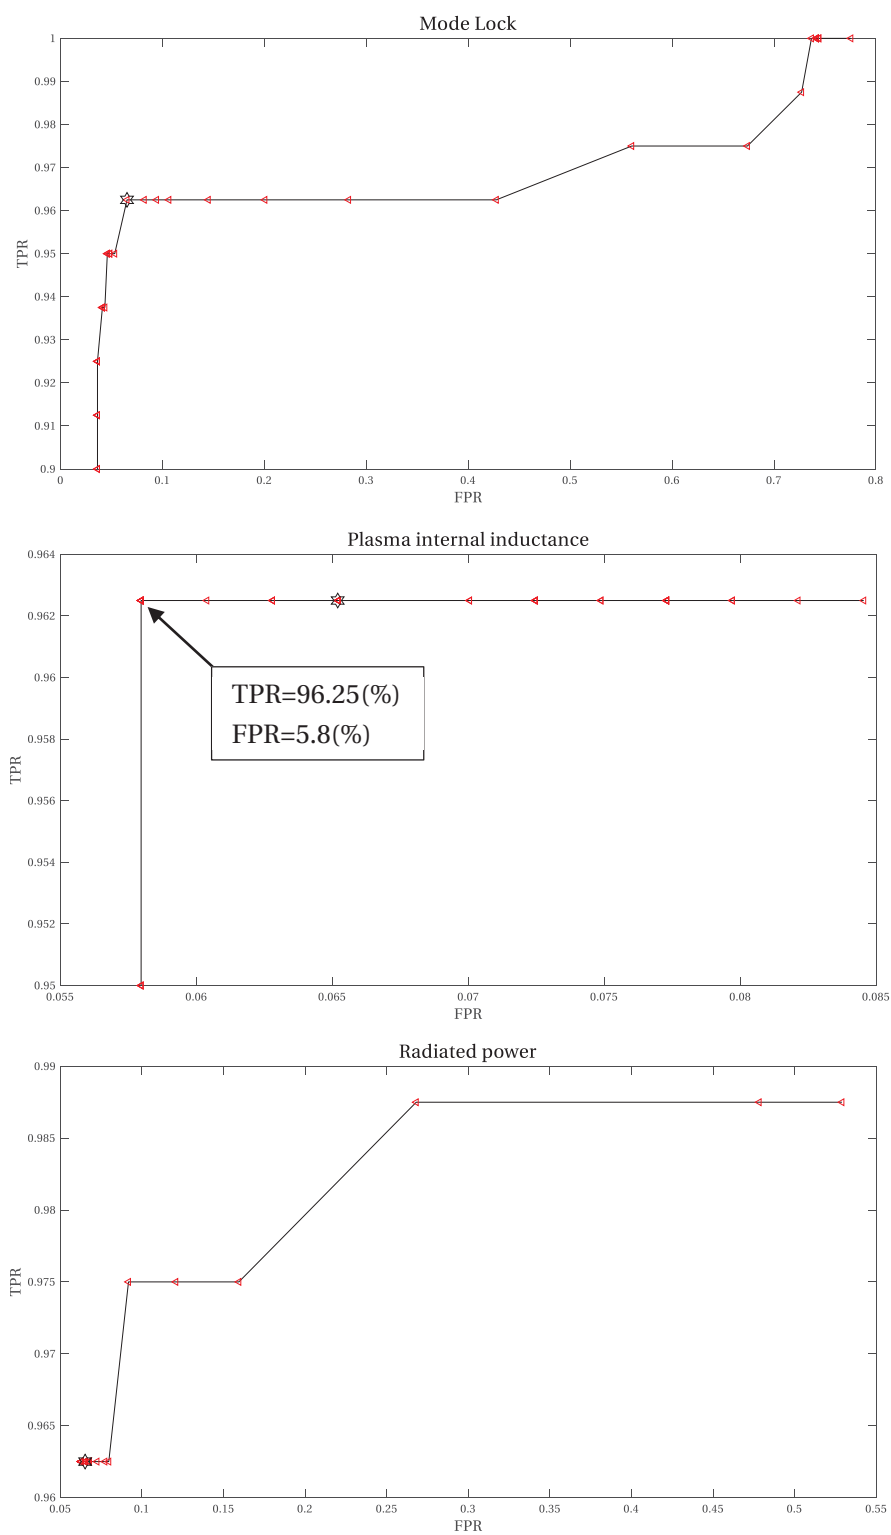 Mode Lock
1
0.99
0.98
0.97
0.96
0.95
0.94
0.93
0.92
0.91
0.9
TPR
0 0.1 0.2 0.3 0.4 0.5 0.6 0.7 0.8
FPR
Plasma internal inductance
0.964
0.962
0.96
0.958
0.956
0.954
0.952
0.95
TPR
TPR=96.25(%)
FPR=5.8(%)
0.055 0.06 0.065 0.07 0.075 0.08 0.085
FPR
Radiated power
0.99
0.985
0.98
0.975
0.97
0.965
0.96
TPR
0.05 0.1 0.15 0.2 0.25 0.3 0.35 0.4 0.45 0.5 0.55
FPR